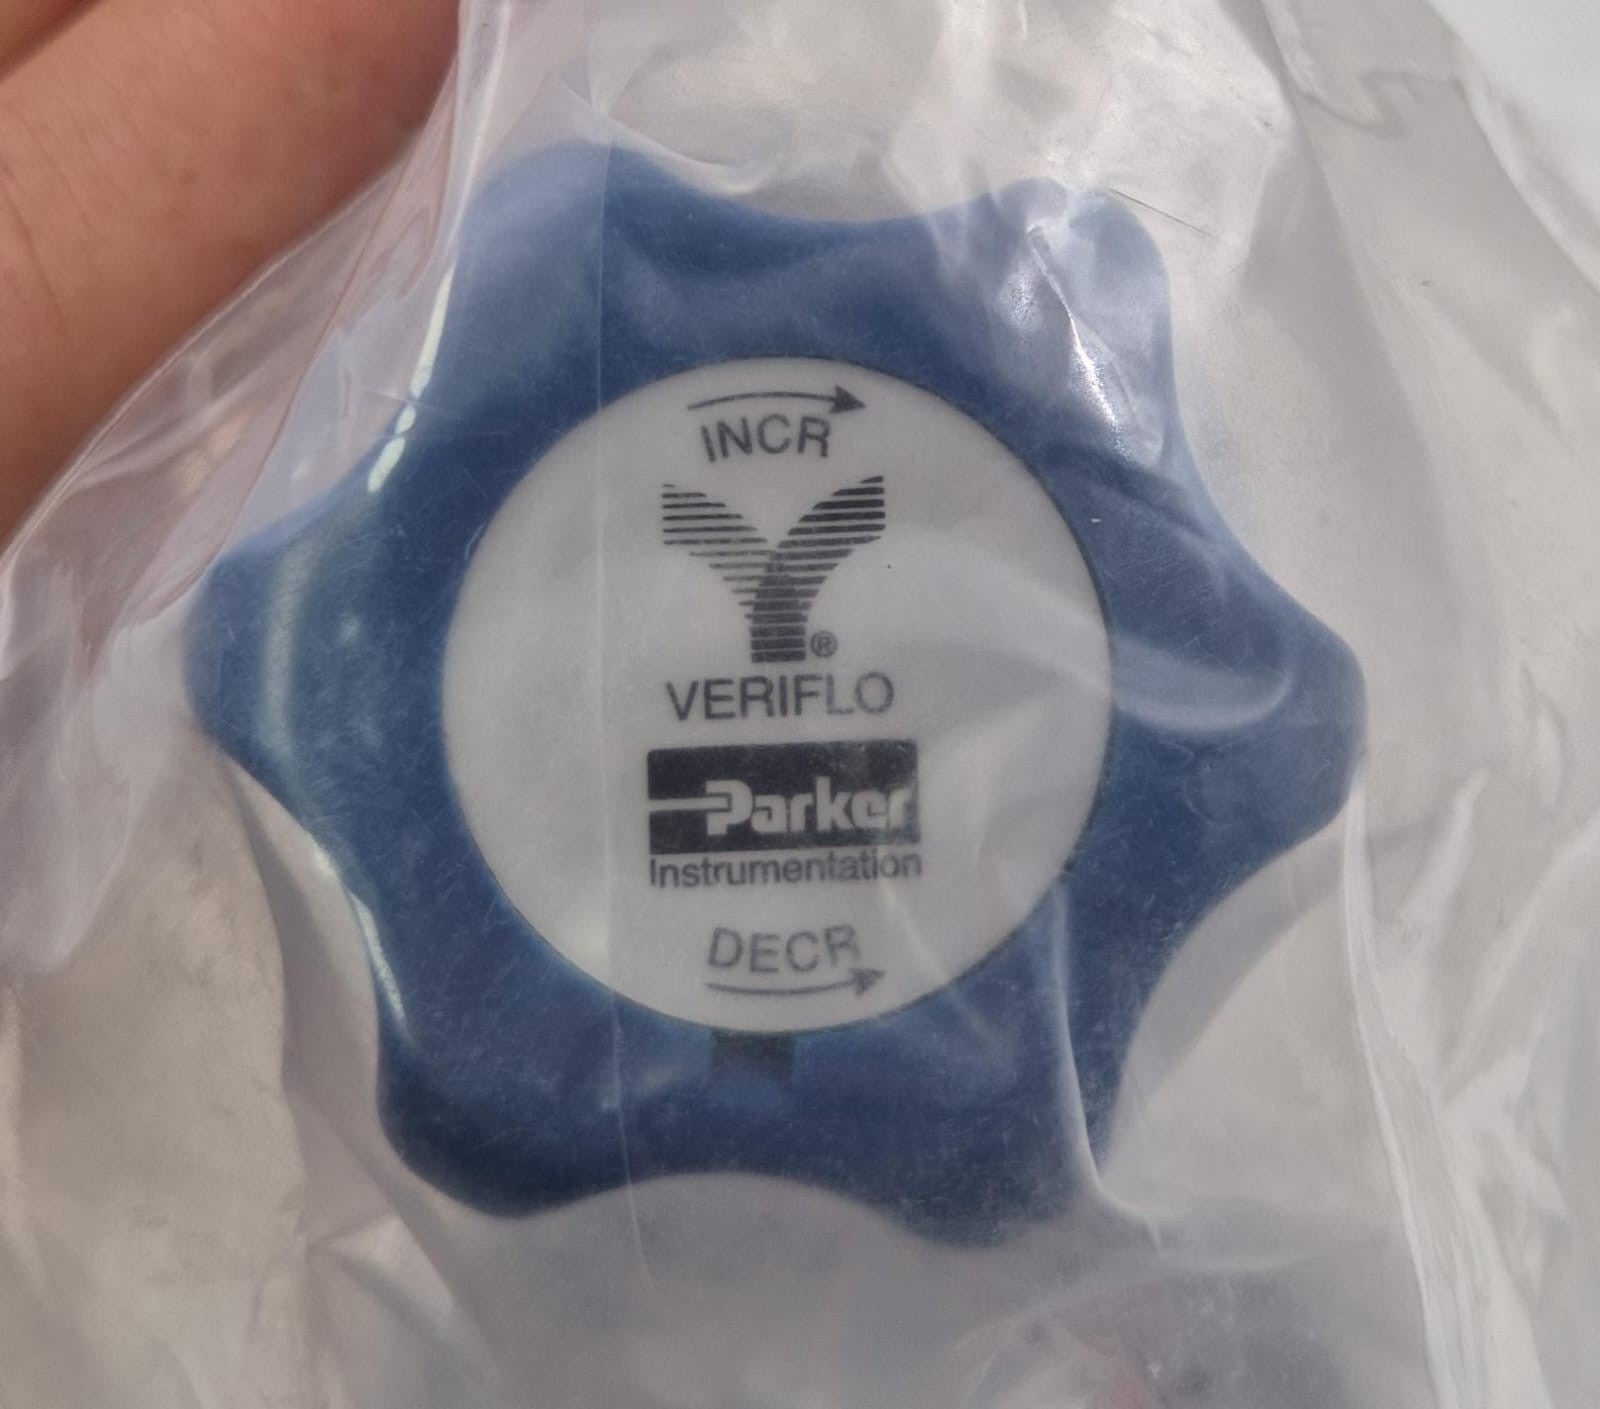 INCR
®
VERIFLO
Parker
Instrumentation
DECR